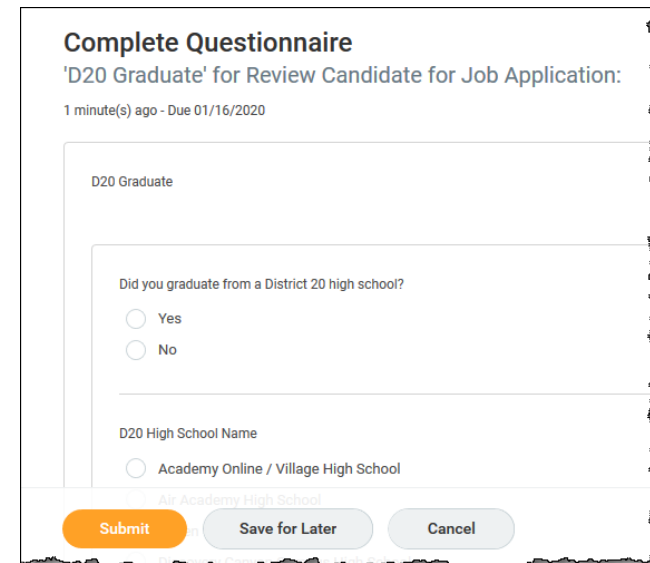 Complete Questionnaire
'D20 Graduate' for Review Candidate for Job Application:
1 minute(s) ago - Due 01/16/2020
D20 Graduate
Did you graduate from a District 20 high school?
Yes
No
D20 High School Name
Academy Online / Village High School
Air Academy High School
Submit
Save for Later
Cancel
High School